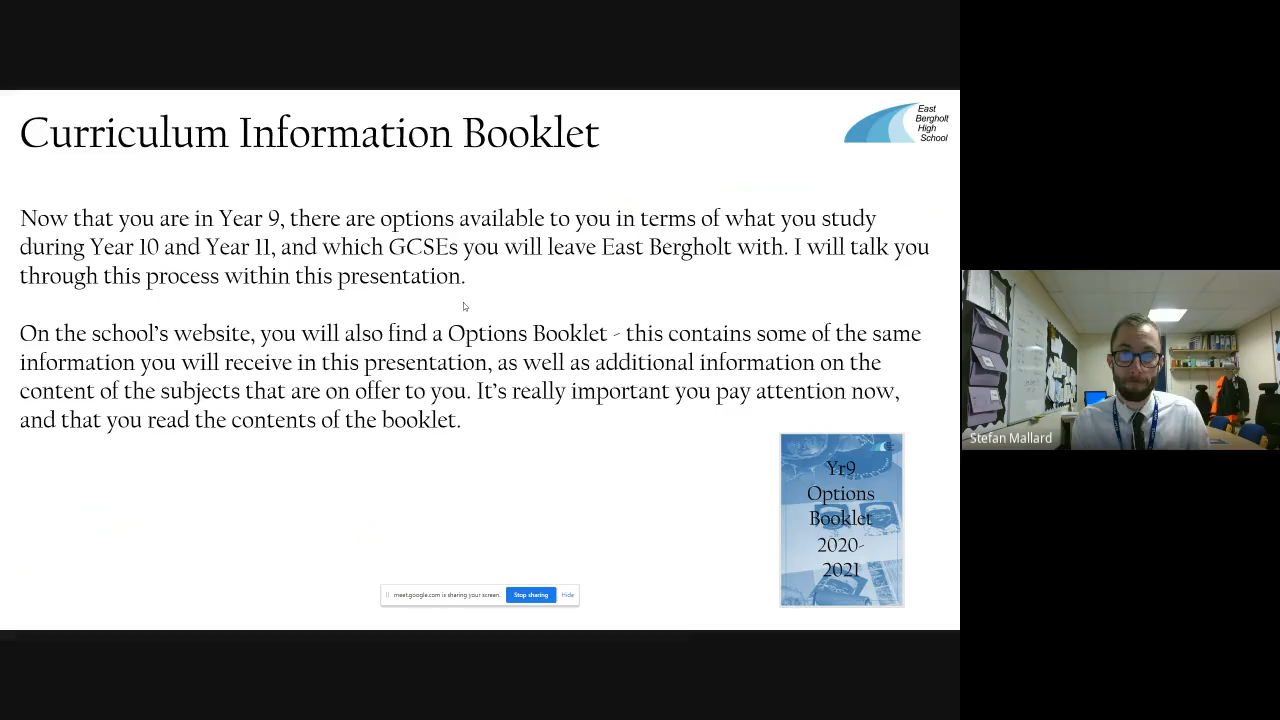 Curriculum Information Booklet
East
Bergholt
High
School
Now that you are in Year 9, there are options available to you in terms of what you study
during Year 10 and Year 11, and which GCSEs you will leave East Bergholt with. I will talk you
through this process within this presentation.
On the school's website, you will also find a Options Booklet - this contains some of the same
information you will receive in this presentation, as well as additional information on the
content of the subjects that are on offer to you. It's really important you pay attention now,
and that you read the contents of the booklet.
Yr9
Options
Booklet
2020-
2021
meet.google.com is sharing your screen.
Stop sharing
Hide
Stefan Mallard